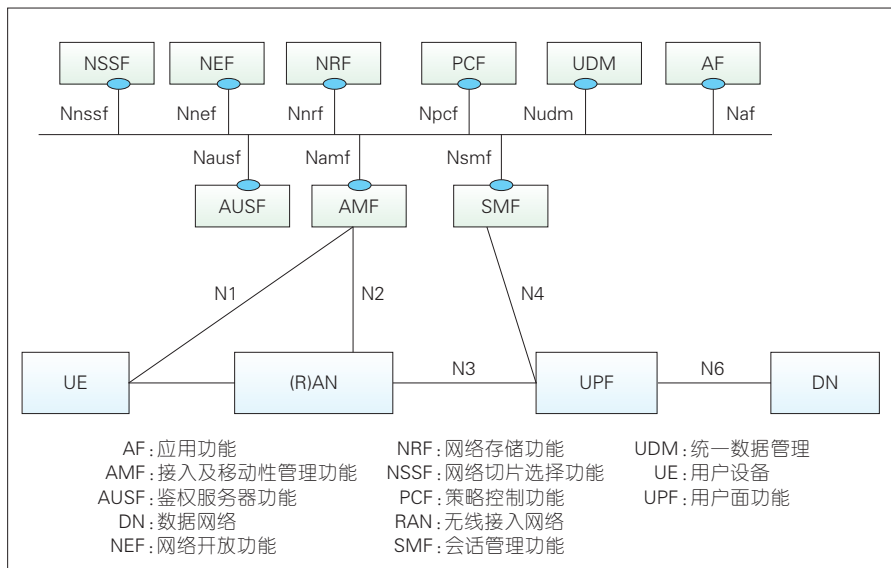 NSSF NEF NRF PCF UDM AF
Nnssf Nnef Nnrf Npcf Nudm Naf
Nausf Namf Nsmf
AUSF AMF SMF
N1 N2 N4
UE (R)AN N3 UPF N6 DN
AF:应用功能 NRF:网络存储功能 UDM:统一数据管理
AMF:接入及移动性管理功能 NSSF:网络切片选择功能 UE:用户设备
AUSF:鉴权服务器功能 PCF:策略控制功能 UPF:用户面功能
DN:数据网络 RAN:无线接入网络
NEF:网络开放功能 SMF:会话管理功能